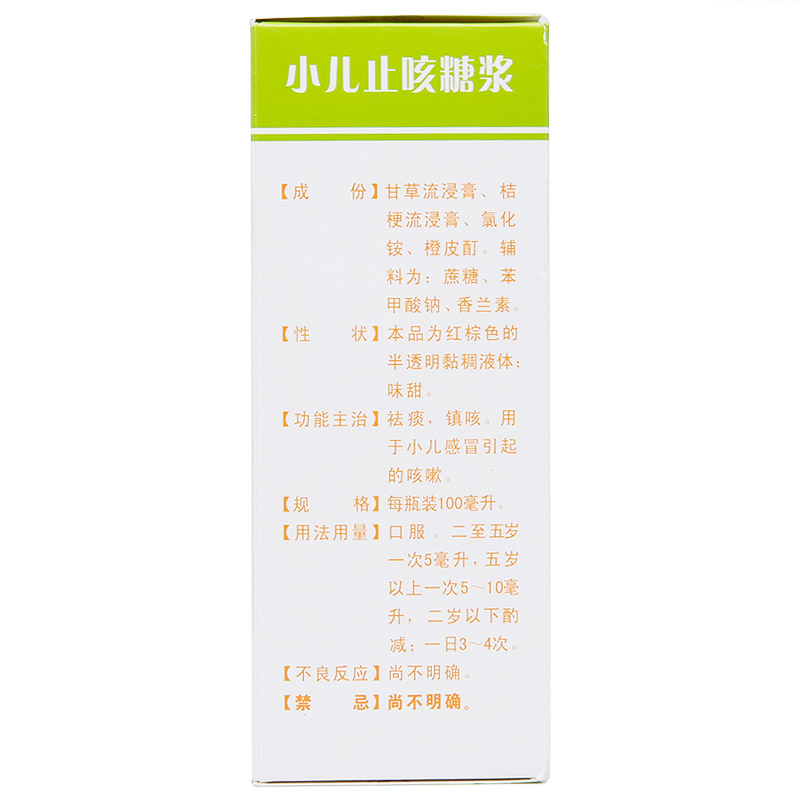 小儿止咳糖浆
【成 份】甘草流浸膏、桔
梗流浸膏、氯化
铵、橙皮酊。辅
料为：蔗糖、苯
甲酸钠、香兰素。
【性 状】本品为红棕色的
半透明黏稠液体；
味甜。
【功能主治】祛痰，镇咳。用
于小儿感冒引起
的咳嗽。
【规 格】每瓶装100毫升。
【用法用量】口服。二至五岁
一次5毫升，五岁
以上一次5～10毫
升，二岁以下酌
减；一日3～4次。
【不良反应】尚不明确。
【禁 忌】尚不明确。